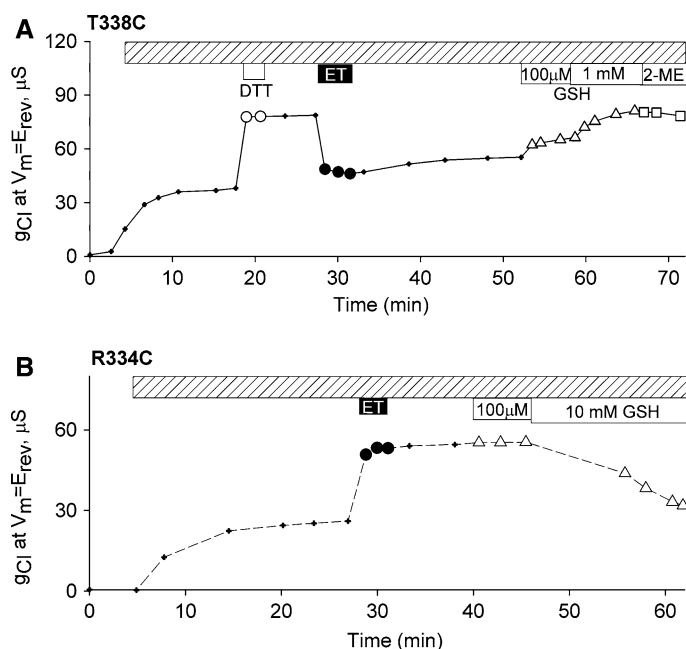 A
T338C
120
90
60
30
0
gCl at Vm=Erev, µS
DTT
ET
100µM
1 mM
2-ME
GSH
0 10 20 30 40 50 60 70
Time (min)
B
R334C
60
30
0
gCl at Vm=Erev, µS
ET
100µM
10 mM GSH
0 10 20 30 40 50 60
Time (min)